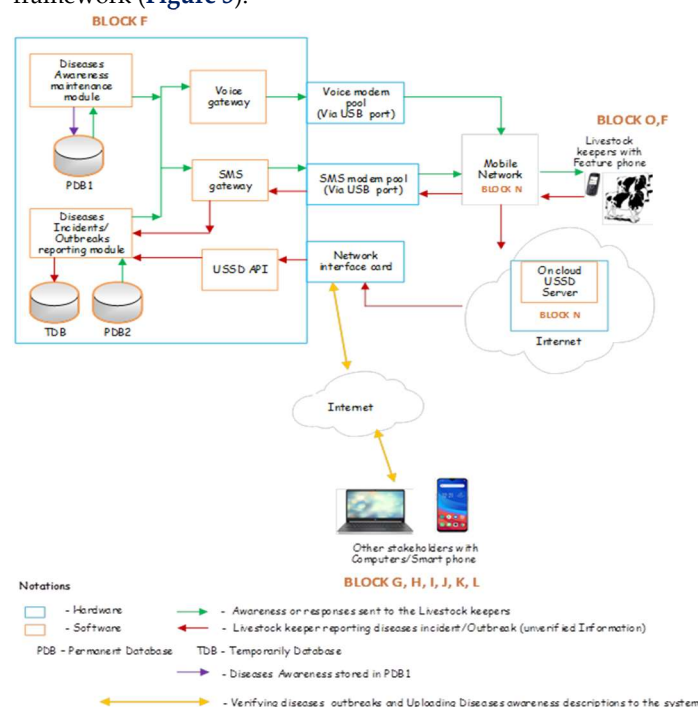 framework (Figure 5).
BLOCK F
Diseases
Awareness
maintenance
module
PDB1
Voice
gateway
Voice modem
pool
(Via USB port)
SMS
gateway
SMS modem pool
(Via USB port)
Mobile
Network
BLOCK N
BLOCK O,F
Livestock
keepers with
Feature phone
Diseases
Incidents/
Outbreaks
reporting module
USSD API
Network
interface card
TDB
PDB2
On cloud
USSD
Server
BLOCK N
Internet
Internet
Other stakeholders with
Computers/Smart phone
BLOCK G, H, I, J, K, L
Notations
- Hardware
- Awareness or responses sent to the Livestock keepers
- Software
- Livestock keeper reporting diseases incident/Outbreak (unverified Information)
PDB - Permanent Database TDB - Temporarily Database
- Diseases Awareness stored in PDB1
- Verifying diseases outbreaks and Uploading Diseases awareness descriptions to the system